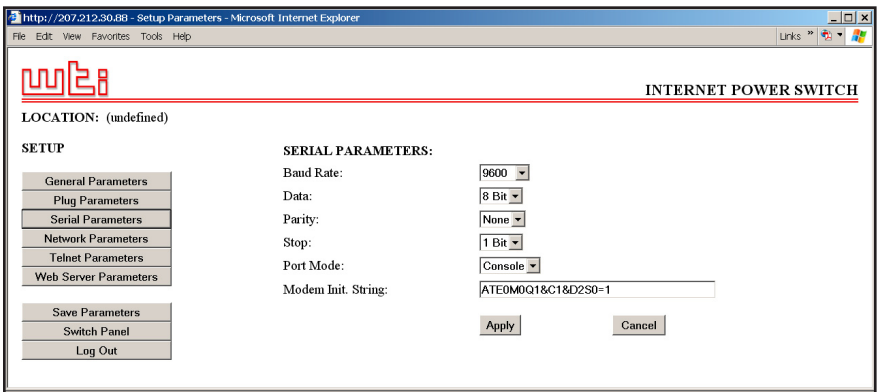 http://207.212.30.88 - Setup Parameters - Microsoft Internet Explorer
File Edit View Favorites Tools Help
Links »
wti
INTERNET POWER SWITCH
LOCATION: (undefined)
SETUP
General Parameters
Plug Parameters
Serial Parameters
Network Parameters
Telnet Parameters
Web Server Parameters
Save Parameters
Switch Panel
Log Out
SERIAL PARAMETERS:
Baud Rate: 9600
Data: 8 Bit
Parity: None
Stop: 1 Bit
Port Mode: Console
Modem Init. String: ATE0M0Q1&C1&D2S0=1
Apply Cancel